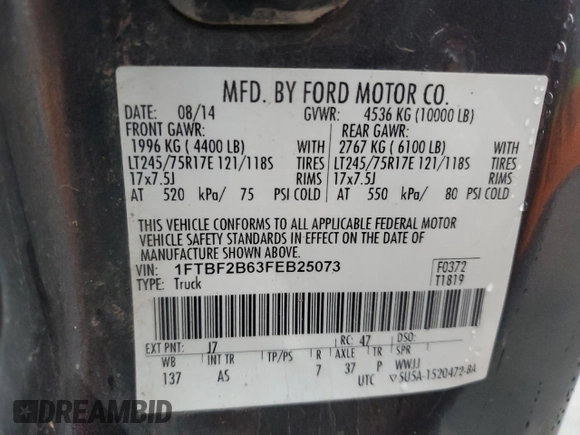 MFD. BY FORD MOTOR CO.
DATE: 08/14 GVWR: 4536 KG (10000 LB)
FRONT GAWR: REAR GAWR:
1996 KG ( 4400 LB) WITH 2767 KG ( 6100 LB) WITH
LT245/75R17E 121/118S TIRES LT245/75R17E 121/118S TIRES
17x7.5J RIMS 17x7.5J RIMS
AT 520 kPa/ 75 PSI COLD AT 550 kPa/ 80 PSI COLD
THIS VEHICLE CONFORMS TO ALL APPLICABLE FEDERAL MOTOR
VEHICLE SAFETY STANDARDS IN EFFECT ON THE DATE OF
MANUFACTURE SHOWN ABOVE.
VIN: 1FTBF2B63FEB25073 F0372
TYPE: Truck T1819
EXT PNT: J7 RC: 47 DSO:
WB INT TR TP/PS R AXLE TR SPR
137 AS 7 37 P WWJJ
UTC ▽5U5A-1520472-BA
DREAMBID